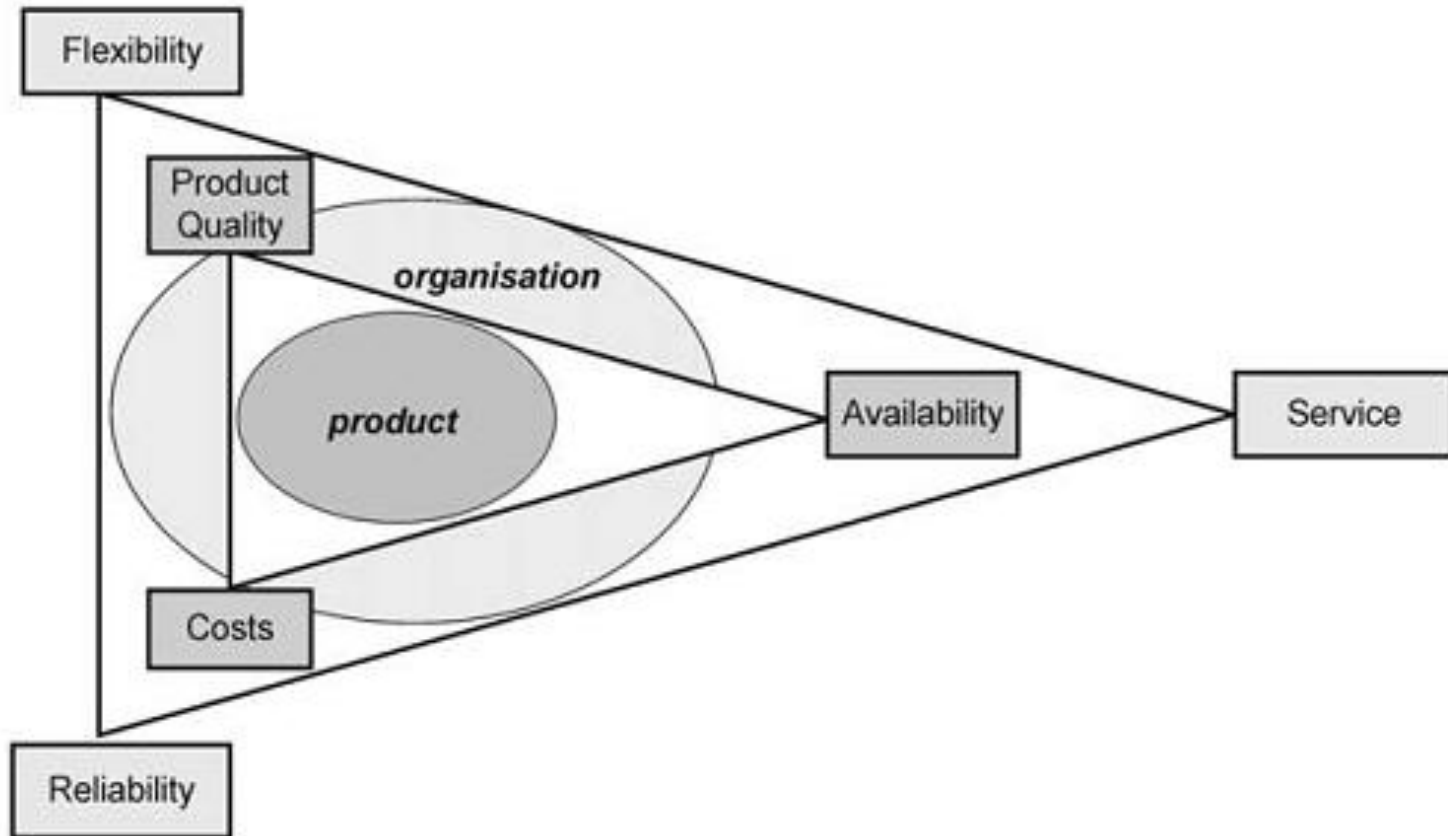 Flexibility
Product
Quality
organisation
product
Availability
Service
Costs
Reliability